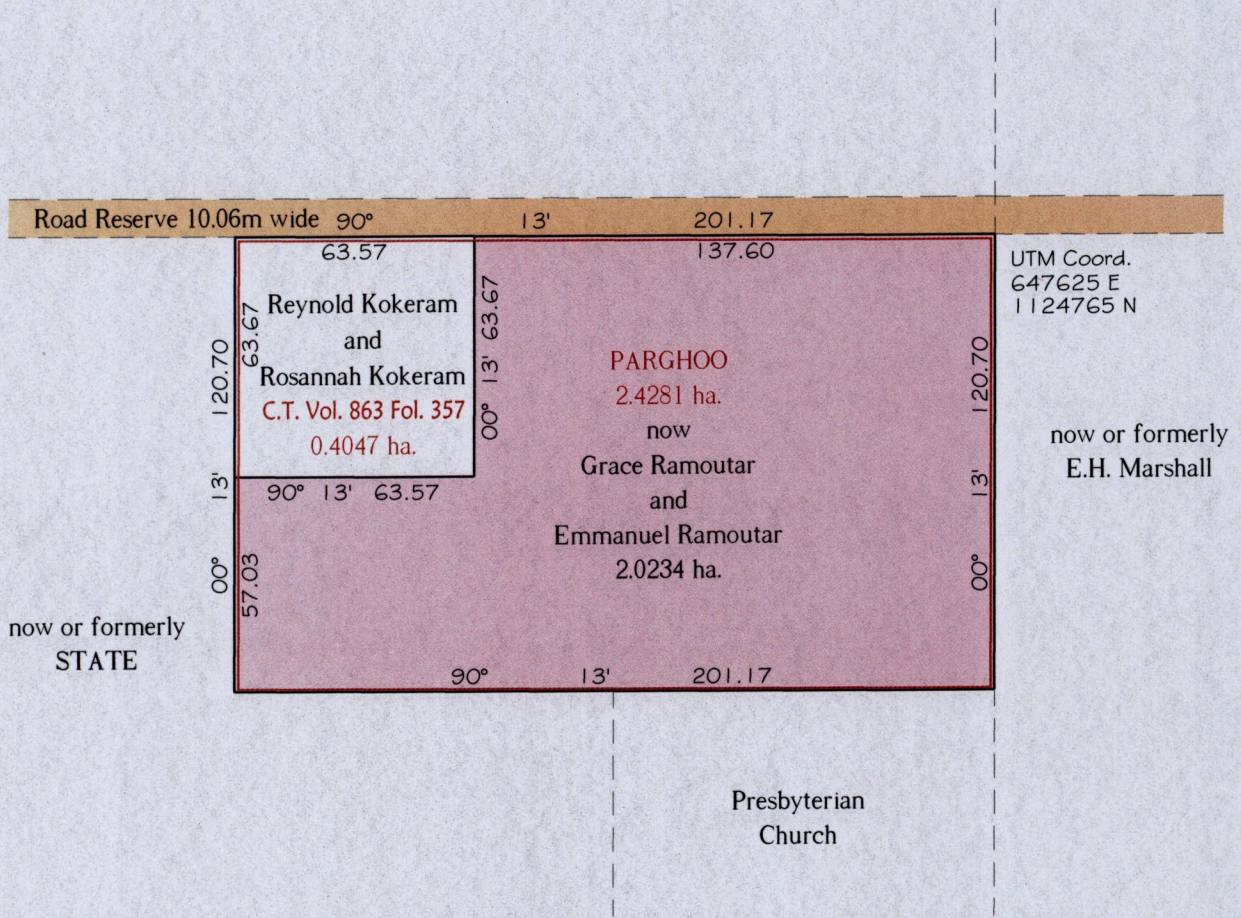 Road Reserve 10.06m wide 90° 13' 201.17
63.57
137.60
UTM Coord.
647625 E
1124765 N
Reynold Kokeram
and
Rosannah Kokeram
C.T. Vol. 863 Fol. 357
0.4047 ha.
63.67
00° 13' 63.67
00° 13' 120.70
90° 13' 63.57
57.03
PARGHOO
2.4281 ha.
now
Grace Ramoutar
and
Emmanuel Ramoutar
2.0234 ha.
00° 13' 120.70
now or formerly
E.H. Marshall
now or formerly
STATE
90° 13' 201.17
Presbyterian
Church